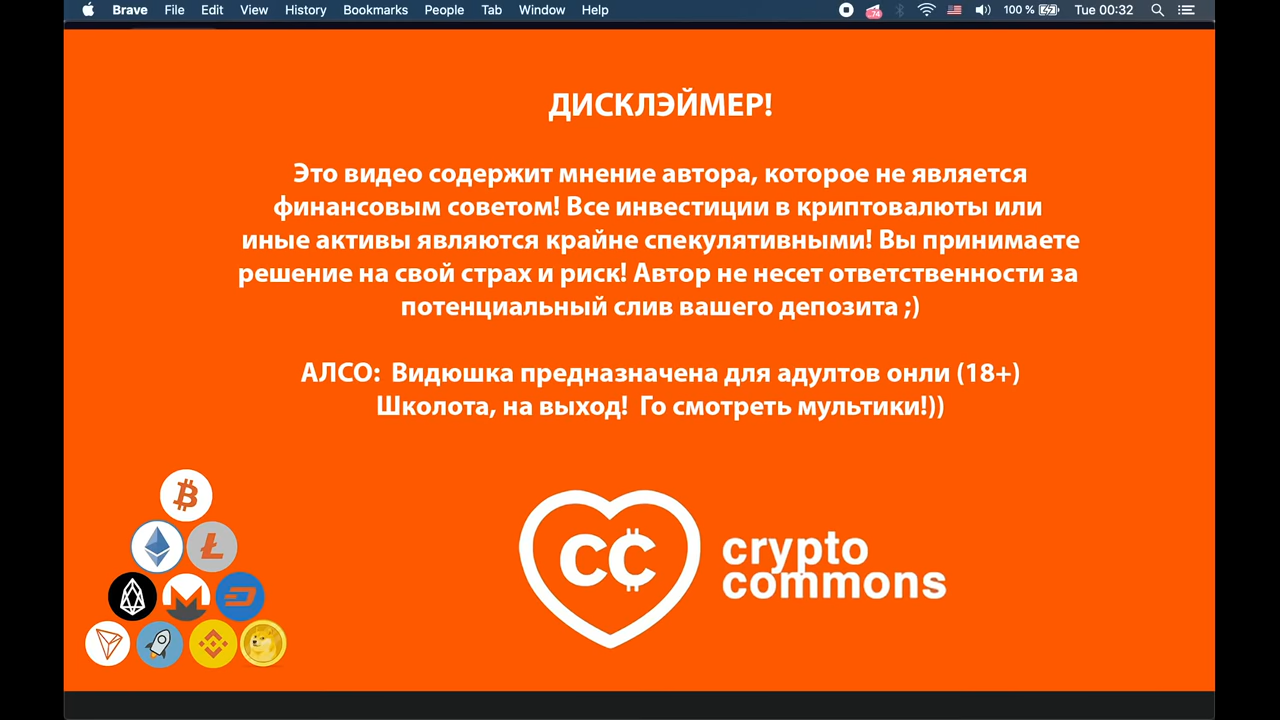 Brave File Edit View History Bookmarks People Tab Window Help 74 100 % Tue 00:32
ДИСКЛЭЙМЕР!
Это видео содержит мнение автора, которое не является
финансовым советом! Все инвестиции в криптовалюты или
иные активы являются крайне спекулятивными! Вы принимаете
решение на свой страх и риск! Автор не несет ответственности за
потенциальный слив вашего депозита ;)
АЛСО: Видюшка предназначена для адултов онли (18+)
Школота, на выход! Го смотреть мультики!))
crypto
commons